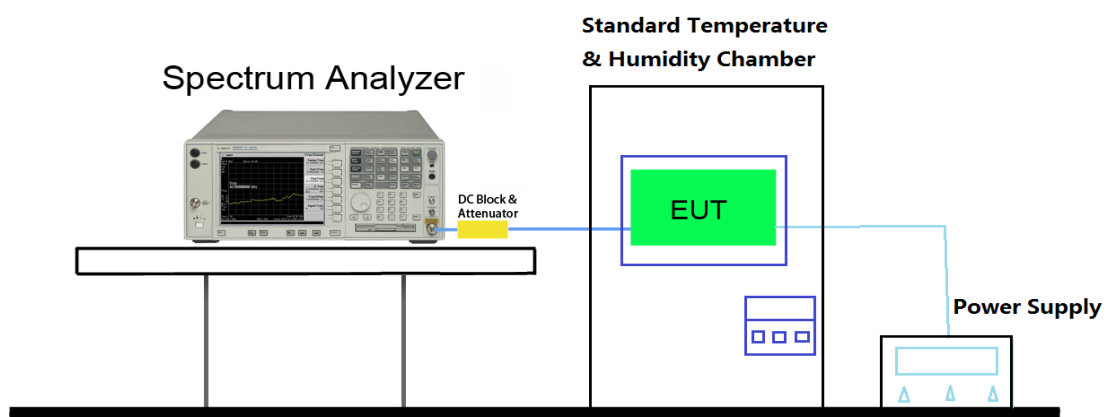 Standard Temperature
& Humidity Chamber
Spectrum Analyzer
DC Block &
Attenuator
EUT
Power Supply